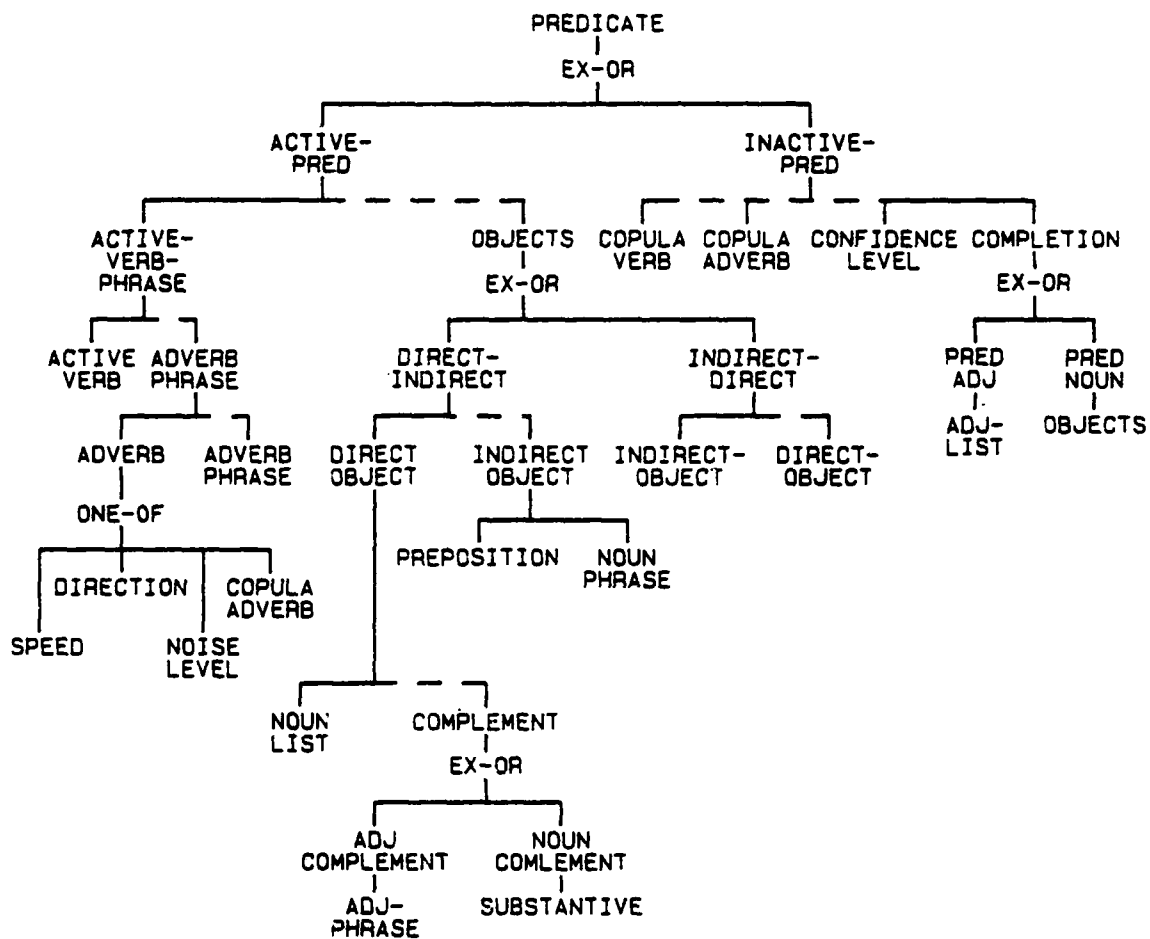 PREDICATE
EX-OR
ACTIVE-
PRED
INACTIVE-
PRED
ACTIVE-
VERB-
PHRASE
OBJECTS
EX-OR
COPULA
VERB
COPULA
ADVERB
CONFIDENCE
LEVEL
COMPLETION
EX-OR
ACTIVE
VERB
ADVERB
PHRASE
DIRECT-
INDIRECT
INDIRECT-
DIRECT
PRED
ADJ
PRED
NOUN
ADJ-
LIST
OBJECTS
ADVERB
ADVERB
PHRASE
DIRECT
OBJECT
INDIRECT
OBJECT
INDIRECT-
OBJECT
DIRECT-
OBJECT
ONE-OF
PREPOSITION
NOUN
PHRASE
DIRECTION
COPULA
ADVERB
SPEED
NOISE
LEVEL
NOUN
LIST
COMPLEMENT
EX-OR
ADJ
COMPLEMENT
NOUN
COMLEMENT
ADJ-
PHRASE
SUBSTANTIVE